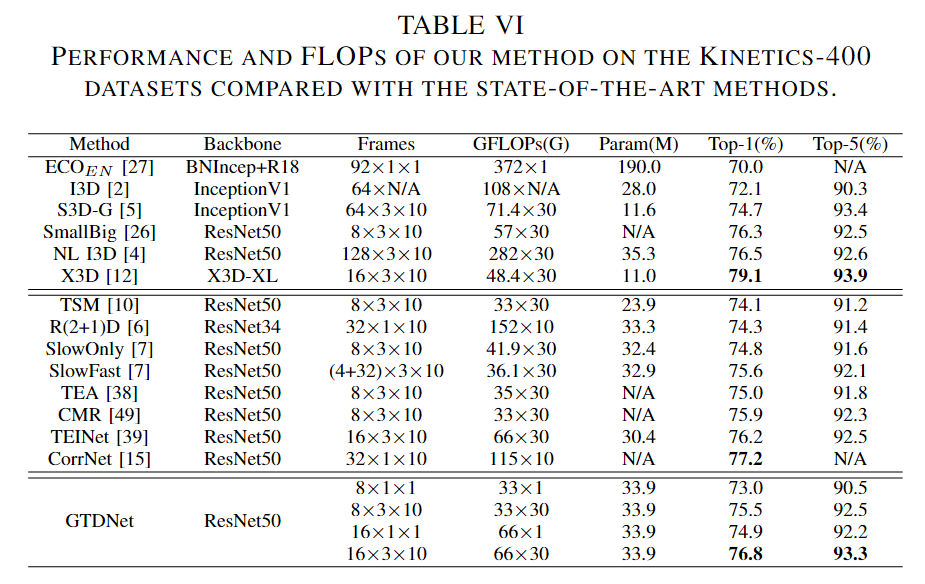 TABLE VI
PERFORMANCE AND FLOPS OF OUR METHOD ON THE KINETICS-400
DATASETS COMPARED WITH THE STATE-OF-THE-ART METHODS.
Method Backbone Frames GFLOPs(G) Param(M) Top-1(%) Top-5(%)
ECO_EN [27] BNIncep+R18 92×1×1 372×1 190.0 70.0 N/A
I3D [2] InceptionV1 64×N/A 108×N/A 28.0 72.1 90.3
S3D-G [5] InceptionV1 64×3×10 71.4×30 11.6 74.7 93.4
SmallBig [26] ResNet50 8×3×10 57×30 N/A 76.3 92.5
NL I3D [4] ResNet50 128×3×10 282×30 35.3 76.5 92.6
X3D [12] X3D-XL 16×3×10 48.4×30 11.0 79.1 93.9
TSM [10] ResNet50 8×3×10 33×30 23.9 74.1 91.2
R(2+1)D [6] ResNet34 32×1×10 152×10 33.3 74.3 91.4
SlowOnly [7] ResNet50 8×3×10 41.9×30 32.4 74.8 91.6
SlowFast [7] ResNet50 (4+32)×3×10 36.1×30 32.9 75.6 92.1
TEA [38] ResNet50 8×3×10 35×30 N/A 75.0 91.8
CMR [49] ResNet50 8×3×10 33×30 N/A 75.9 92.3
TEINet [39] ResNet50 16×3×10 66×30 30.4 76.2 92.5
CorrNet [15] ResNet50 32×1×10 115×10 N/A 77.2 N/A
GTDNet ResNet50 8×1×1 33×1 33.9 73.0 90.5
8×3×10 33×30 33.9 75.5 92.5
16×1×1 66×1 33.9 74.9 92.2
16×3×10 66×30 33.9 76.8 93.3